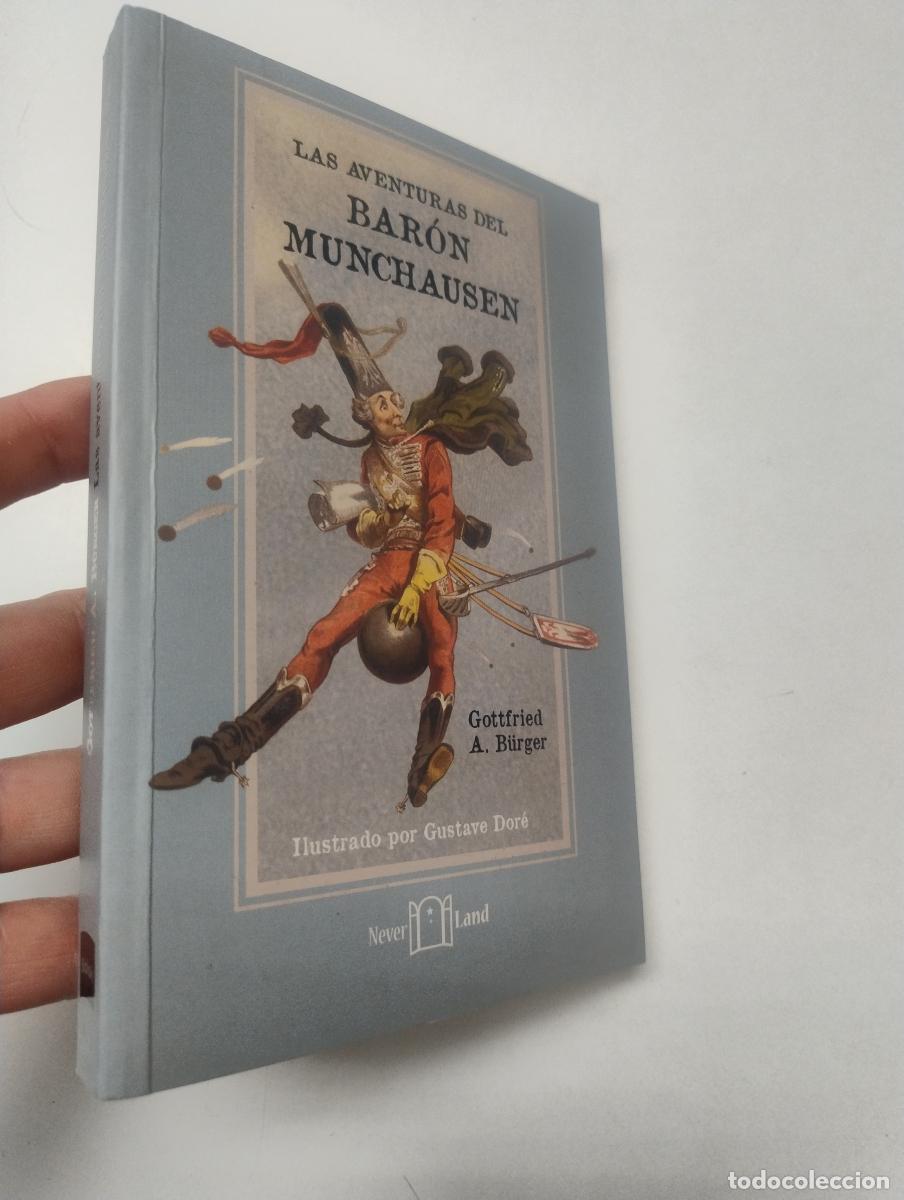 LAS AVENTURAS DEL
BARÓN
MUNCHAUSEN
Gottfried
A. Bürger
Ilustrado por Gustave Doré
Never Land
todocoleccion